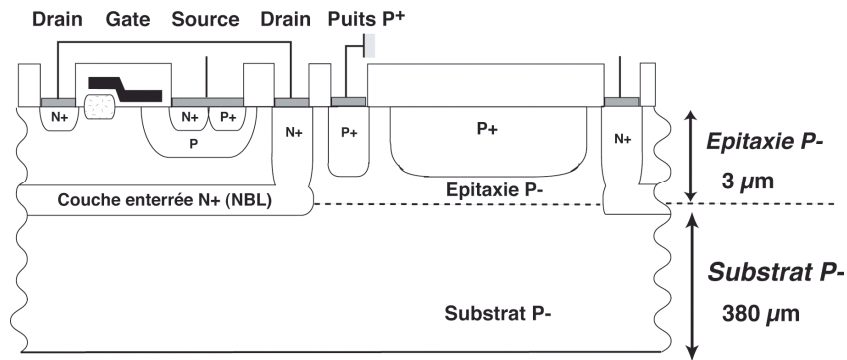 Drain Gate Source Drain Puits P+
N+ N+ P+ N+ P+ P+ N+
P
Epitaxie P-
3 µm
Couche enterrée N+ (NBL)
Epitaxie P-
Substrat P-
380 µm
Substrat P-